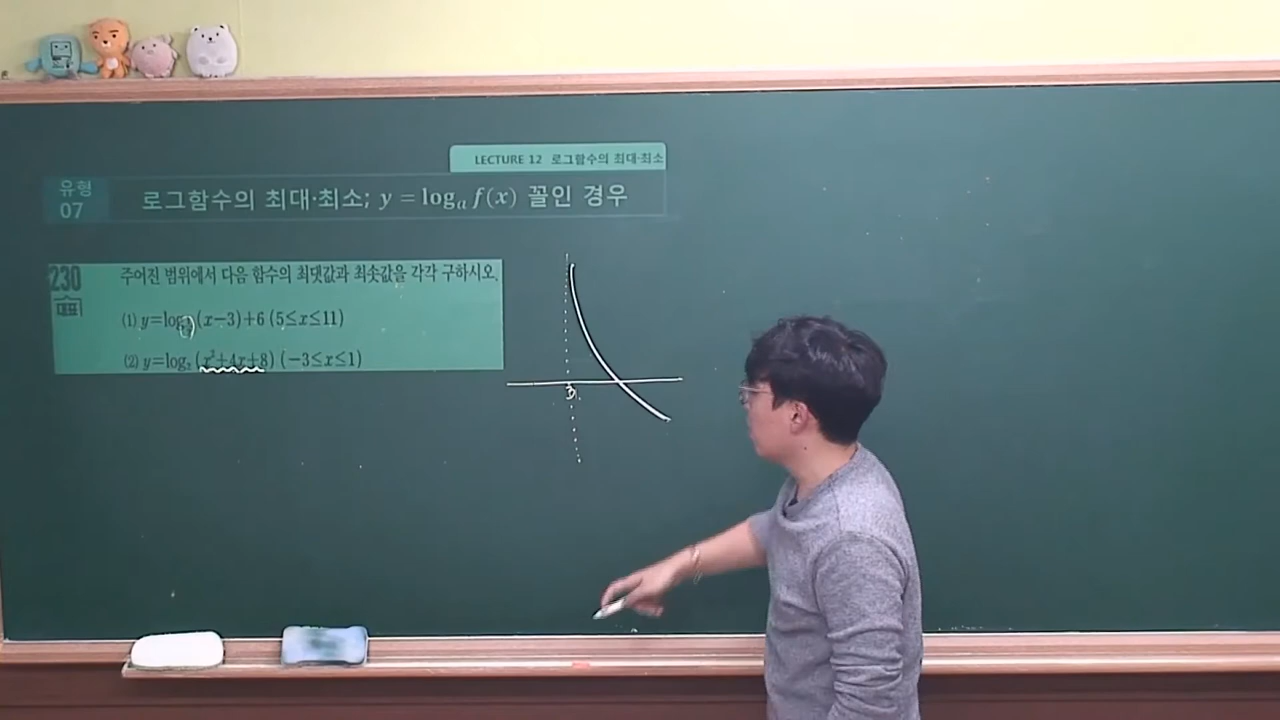 LECTURE 12 로그함수의 최대·최소
유형
07
로그함수의 최대·최소; y = logₐ f(x) 꼴인 경우
230
대표
주어진 범위에서 다음 함수의 최댓값과 최솟값을 각각 구하시오.
(1) y=log (x−3)+6 (5≤x≤11)
(2) y=log₂ (x²+4x+8) (−3≤x≤1)
3